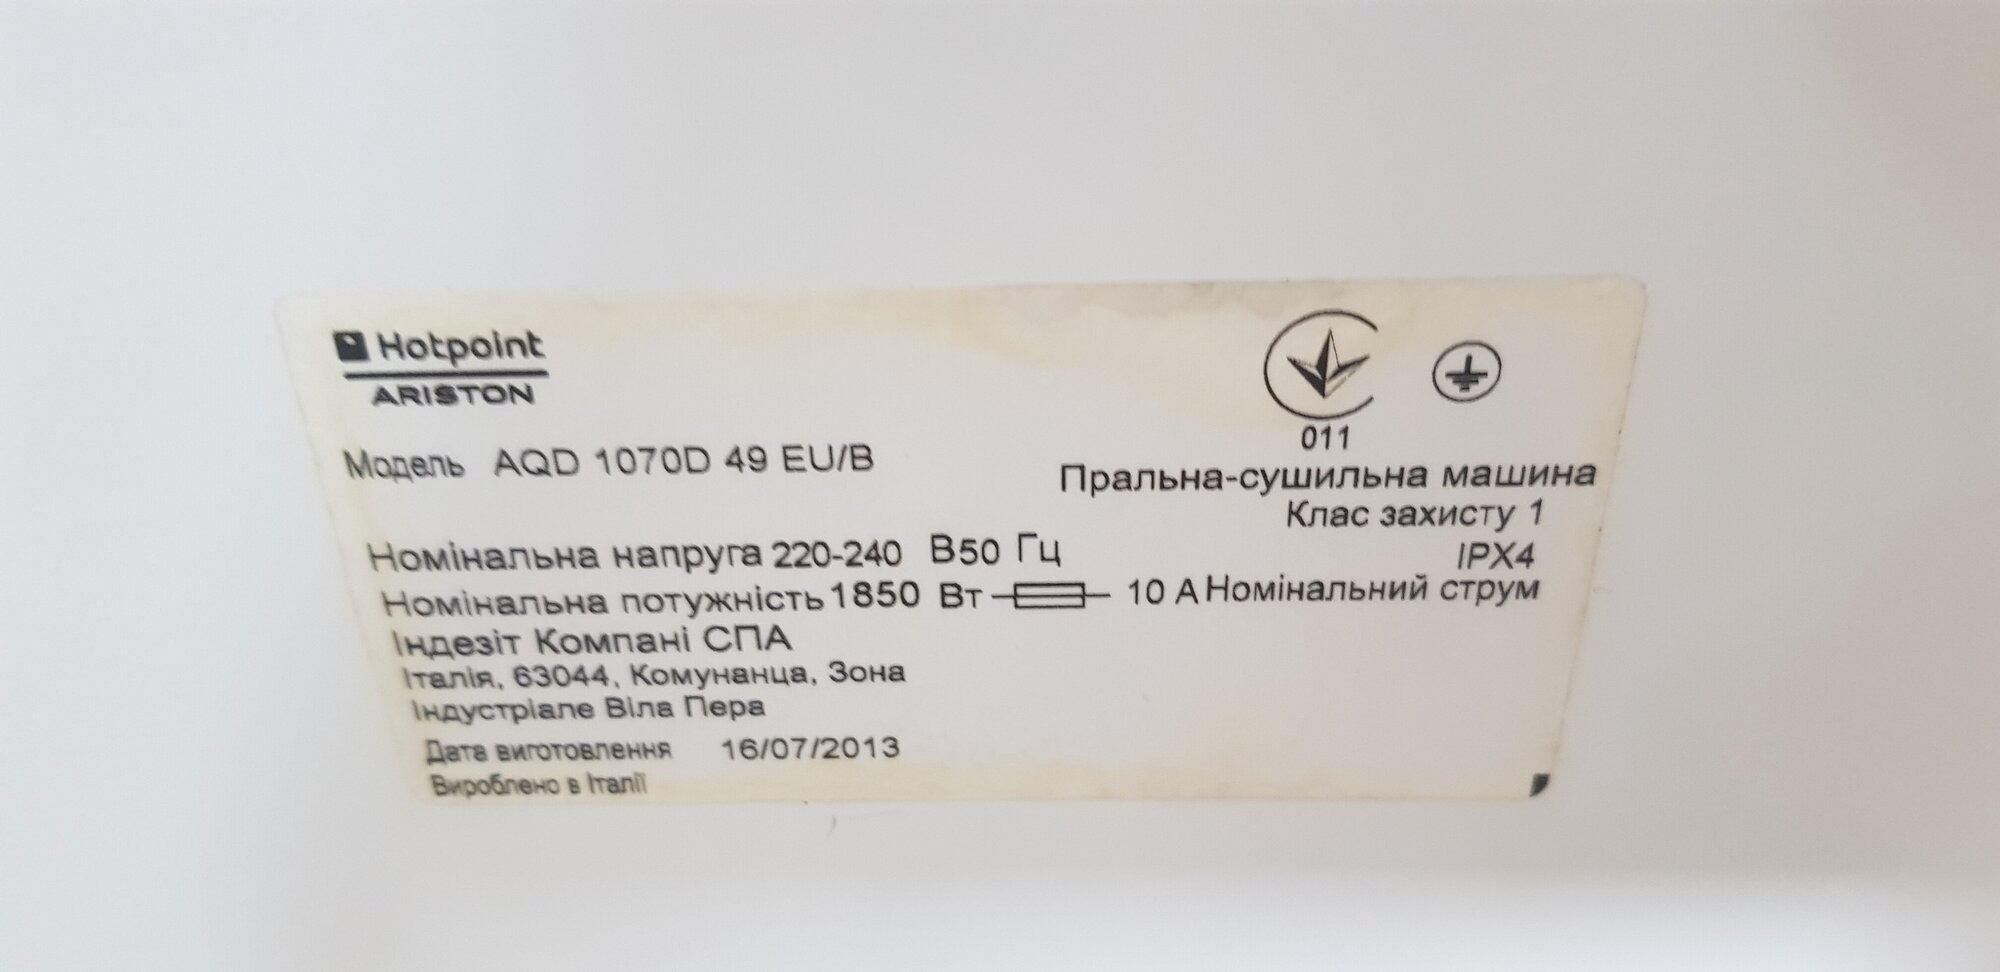 Hotpoint
ARISTON
011
Модель AQD 1070D 49 EU/B
Пральна-сушильна машина
Клас захисту 1
IPX4
Номінальна напруга 220-240 В50 Гц
Номінальна потужність 1850 Вт 10 А Номінальний струм
Індезіт Компані СПА
Італія, 63044, Комунанца, Зона
Індустріале Віла Пера
Дата виготовлення 16/07/2013
Вироблено в Італії